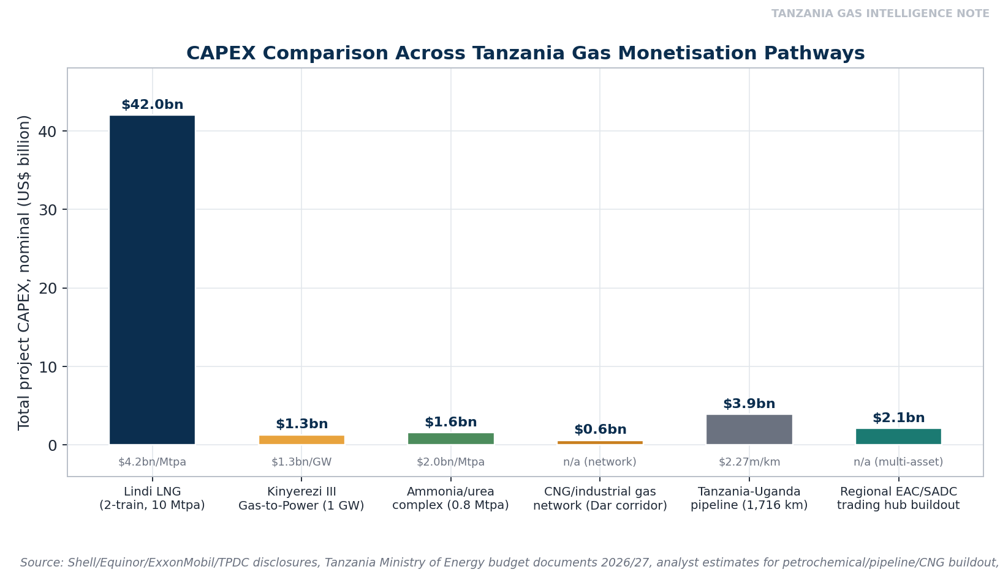 TANZANIA GAS INTELLIGENCE NOTE
CAPEX Comparison Across Tanzania Gas Monetisation Pathways
Total project CAPEX, nominal (US$ billion)
40
30
20
10
0
$42.0bn
$1.3bn
$1.6bn
$0.6bn
$3.9bn
$2.1bn
$4.2bn/Mtpa
$1.3bn/GW
$2.0bn/Mtpa
n/a (network)
$2.27m/km
n/a (multi-asset)
Lindi LNG
(2-train, 10 Mtpa)
Kinyerezi III
Gas-to-Power (1 GW)
Ammonia/urea
complex (0.8 Mtpa)
CNG/industrial gas
network (Dar corridor)
Tanzania-Uganda
pipeline (1,716 km)
Regional EAC/SADC
trading hub buildout
Source: Shell/Equinor/ExxonMobil/TPDC disclosures, Tanzania Ministry of Energy budget documents 2026/27, analyst estimates for petrochemical/pipeline/CNG buildout,